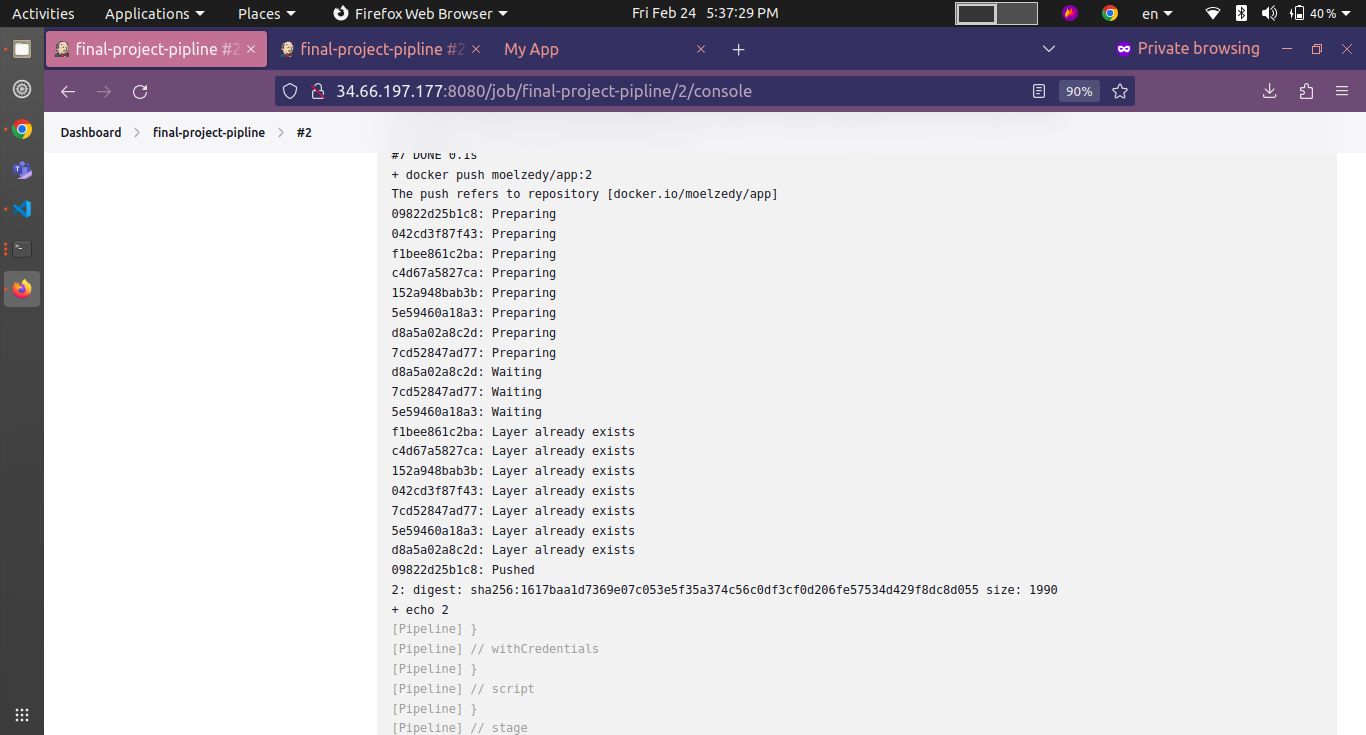 Activities Applications Places Firefox Web Browser Fri Feb 24 5:37:29 PM en 40 %
final-project-pipline #2 final-project-pipline #2 My App Private browsing
34.66.197.177:8080/job/final-project-pipline/2/console 90%
Dashboard final-project-pipline #2
#7 DONE 0.1s
+ docker push moelzedy/app:2
The push refers to repository [docker.io/moelzedy/app]
09822d25b1c8: Preparing
042cd3f87f43: Preparing
f1bee861c2ba: Preparing
c4d67a5827ca: Preparing
152a948bab3b: Preparing
5e59460a18a3: Preparing
d8a5a02a8c2d: Preparing
7cd52847ad77: Preparing
d8a5a02a8c2d: Waiting
7cd52847ad77: Waiting
5e59460a18a3: Waiting
f1bee861c2ba: Layer already exists
c4d67a5827ca: Layer already exists
152a948bab3b: Layer already exists
042cd3f87f43: Layer already exists
7cd52847ad77: Layer already exists
5e59460a18a3: Layer already exists
d8a5a02a8c2d: Layer already exists
09822d25b1c8: Pushed
2: digest: sha256:1617baa1d7369e07c053e5f35a374c56c0df3cf0d206fe57534d429f8dc8d055 size: 1990
+ echo 2
[Pipeline] }
[Pipeline] // withCredentials
[Pipeline] }
[Pipeline] // script
[Pipeline] }
[Pipeline] // stage